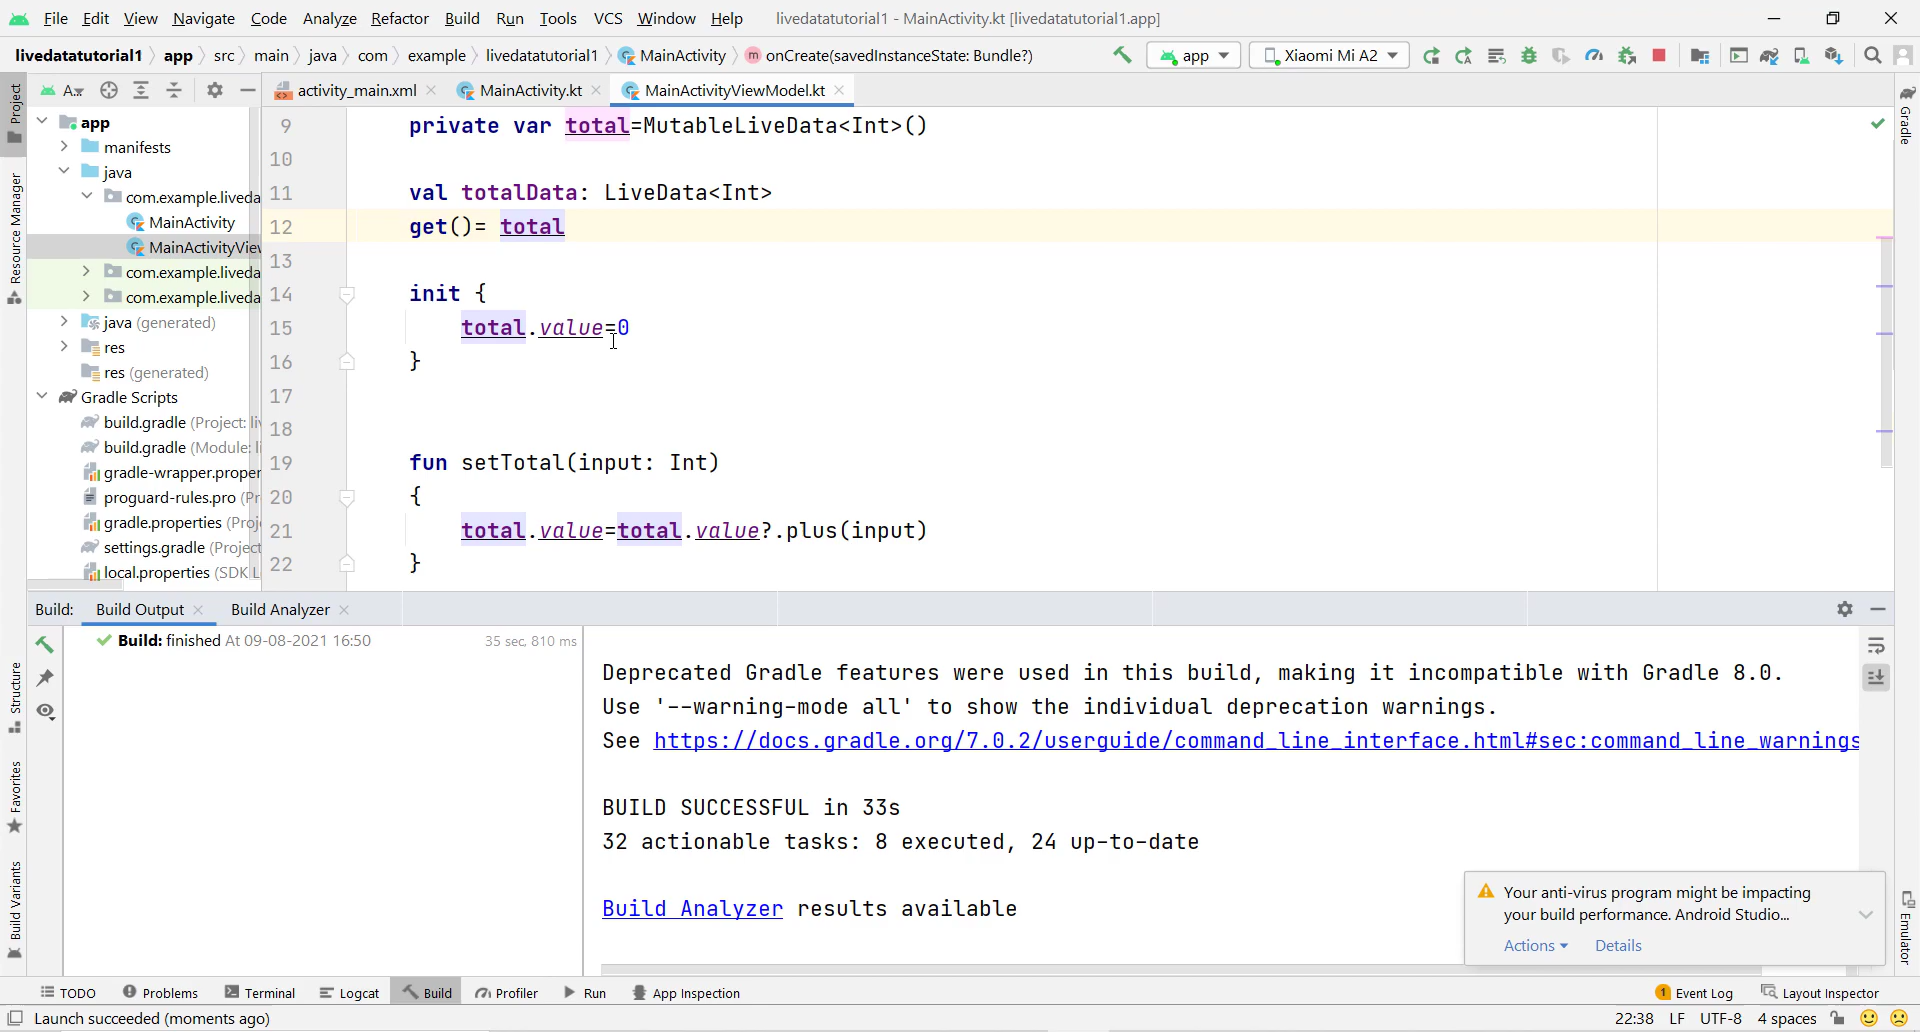 File Edit View Navigate Code Analyze Refactor Build Run Tools VCS Window Help livedatatutorial1 - MainActivity.kt [livedatatutorial1.app]
livedatatutorial1 app src main java com example livedatatutorial1 MainActivity onCreate(savedInstanceState: Bundle?) app Xiaomi Mi A2
activity_main.xml MainActivity.kt MainActivityViewModel.kt
Project
Resource Manager
Structure
Favorites
Build Variants
app
manifests
java
com.example.liveda
MainActivity
MainActivityVie
com.example.liveda
com.example.liveda
java (generated)
res
res (generated)
Gradle Scripts
build.gradle (Project: li
build.gradle (Module: l
gradle-wrapper.proper
proguard-rules.pro (Pr
gradle.properties (Proj
settings.gradle (Project
local.properties (SDK L
9 private var total=MutableLiveData<Int>()
10
11 val totalData: LiveData<Int>
12 get()= total
13
14 init {
15 total.value=0
16 }
17
18
19 fun setTotal(input: Int)
20 {
21 total.value=total.value?.plus(input)
22 }
Gradle
Emulator
Build: Build Output Build Analyzer
Build: finished At 09-08-2021 16:50 35 sec, 810 ms
Deprecated Gradle features were used in this build, making it incompatible with Gradle 8.0.
Use '--warning-mode all' to show the individual deprecation warnings.
See https://docs.gradle.org/7.0.2/userguide/command_line_interface.html#sec:command_line_warnings
BUILD SUCCESSFUL in 33s
32 actionable tasks: 8 executed, 24 up-to-date
Build Analyzer results available
Your anti-virus program might be impacting
your build performance. Android Studio...
Actions Details
TODO Problems Terminal Logcat Build Profiler Run App Inspection 1 Event Log Layout Inspector
Launch succeeded (moments ago) 22:38 LF UTF-8 4 spaces